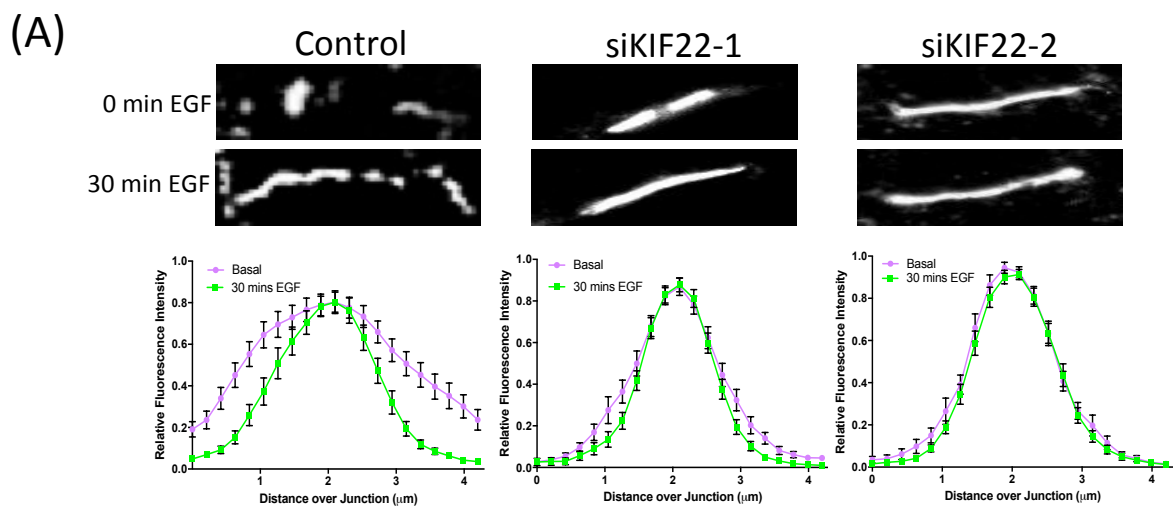 (A)
Control
siKIF22-1
siKIF22-2
0 min EGF
30 min EGF
Relative Fluorescence Intensity
1.0
0.8
0.6
0.4
0.2
0.0
Basal
30 mins EGF
1
2
3
4
Distance over Junction (μm)
Relative Fluorescence Intensity
1.0
0.8
0.6
0.4
0.2
0.0
Basal
30 mins EGF
0
1
2
3
4
Distance over Junction (μm)
Relative Fluorescence Intensity
1.0
0.8
0.6
0.4
0.2
0.0
Basal
30 mins EGF
0
1
2
3
4
Distance over Junction (μm)